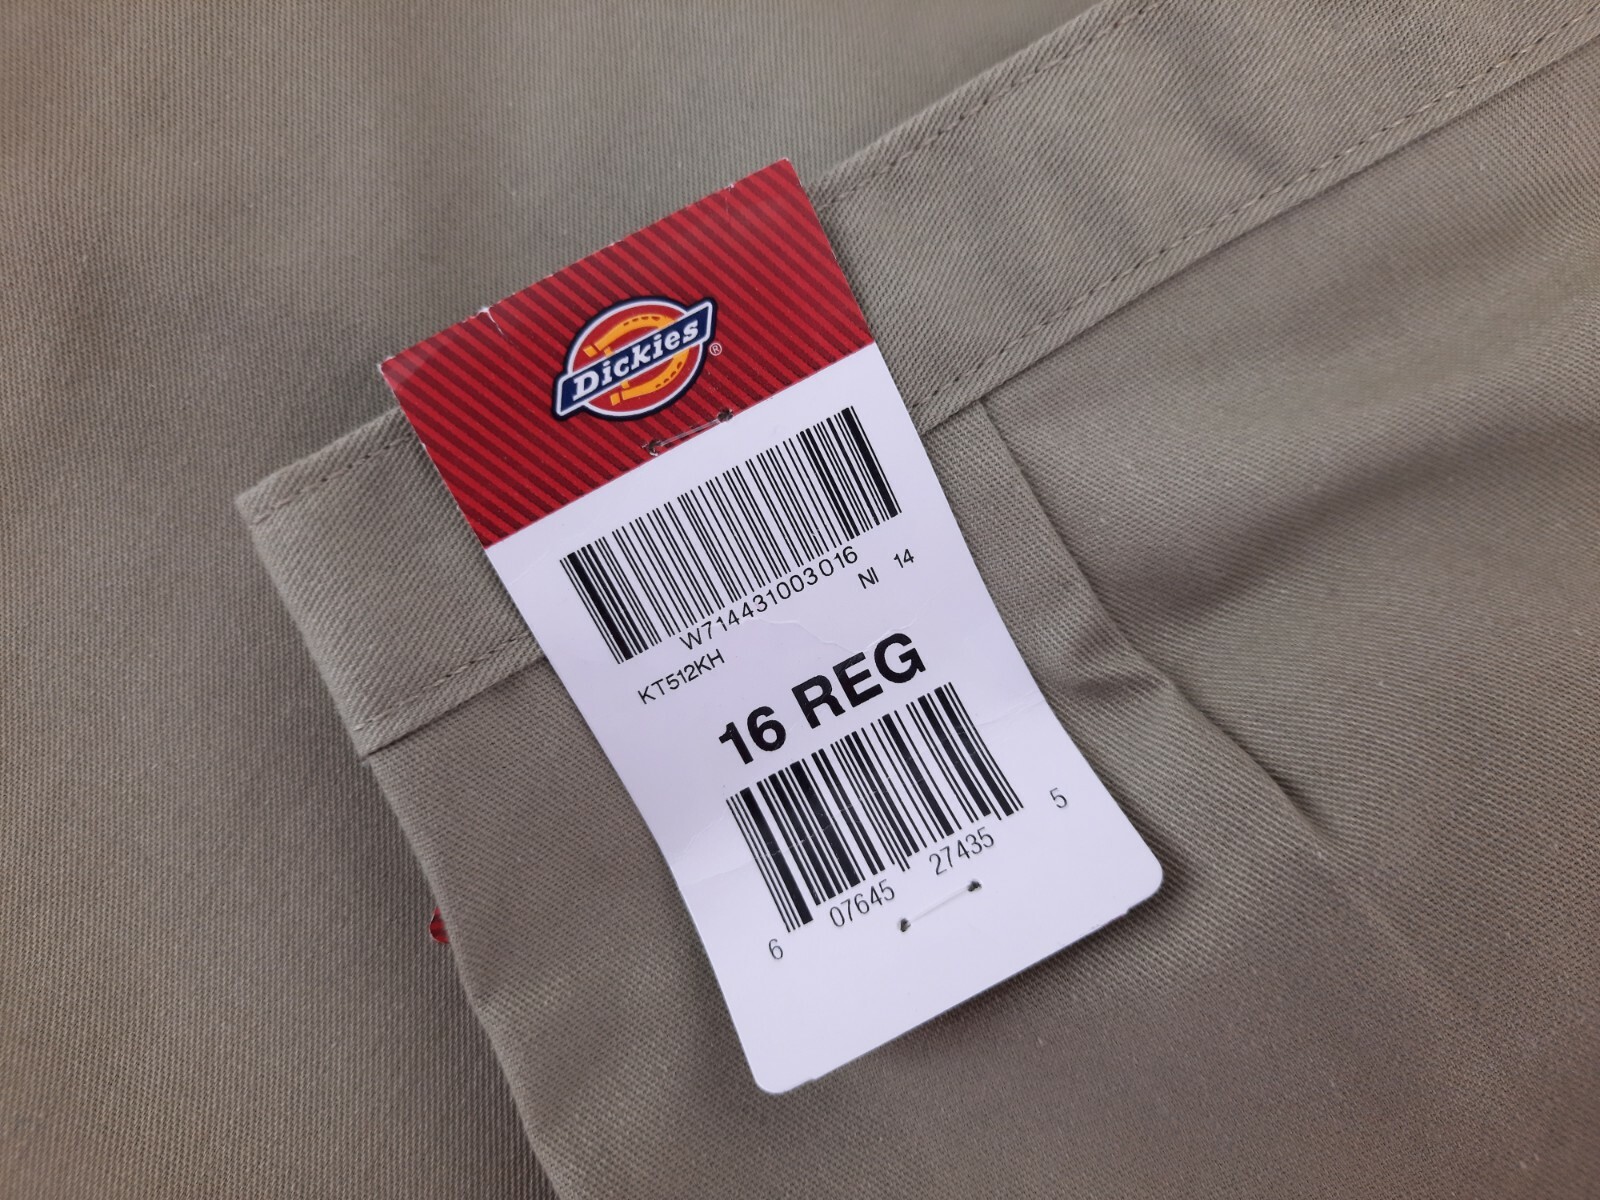 Dickies®
W714431003016
NI 14
KT512KH
16 REG
6 07645 27435 5